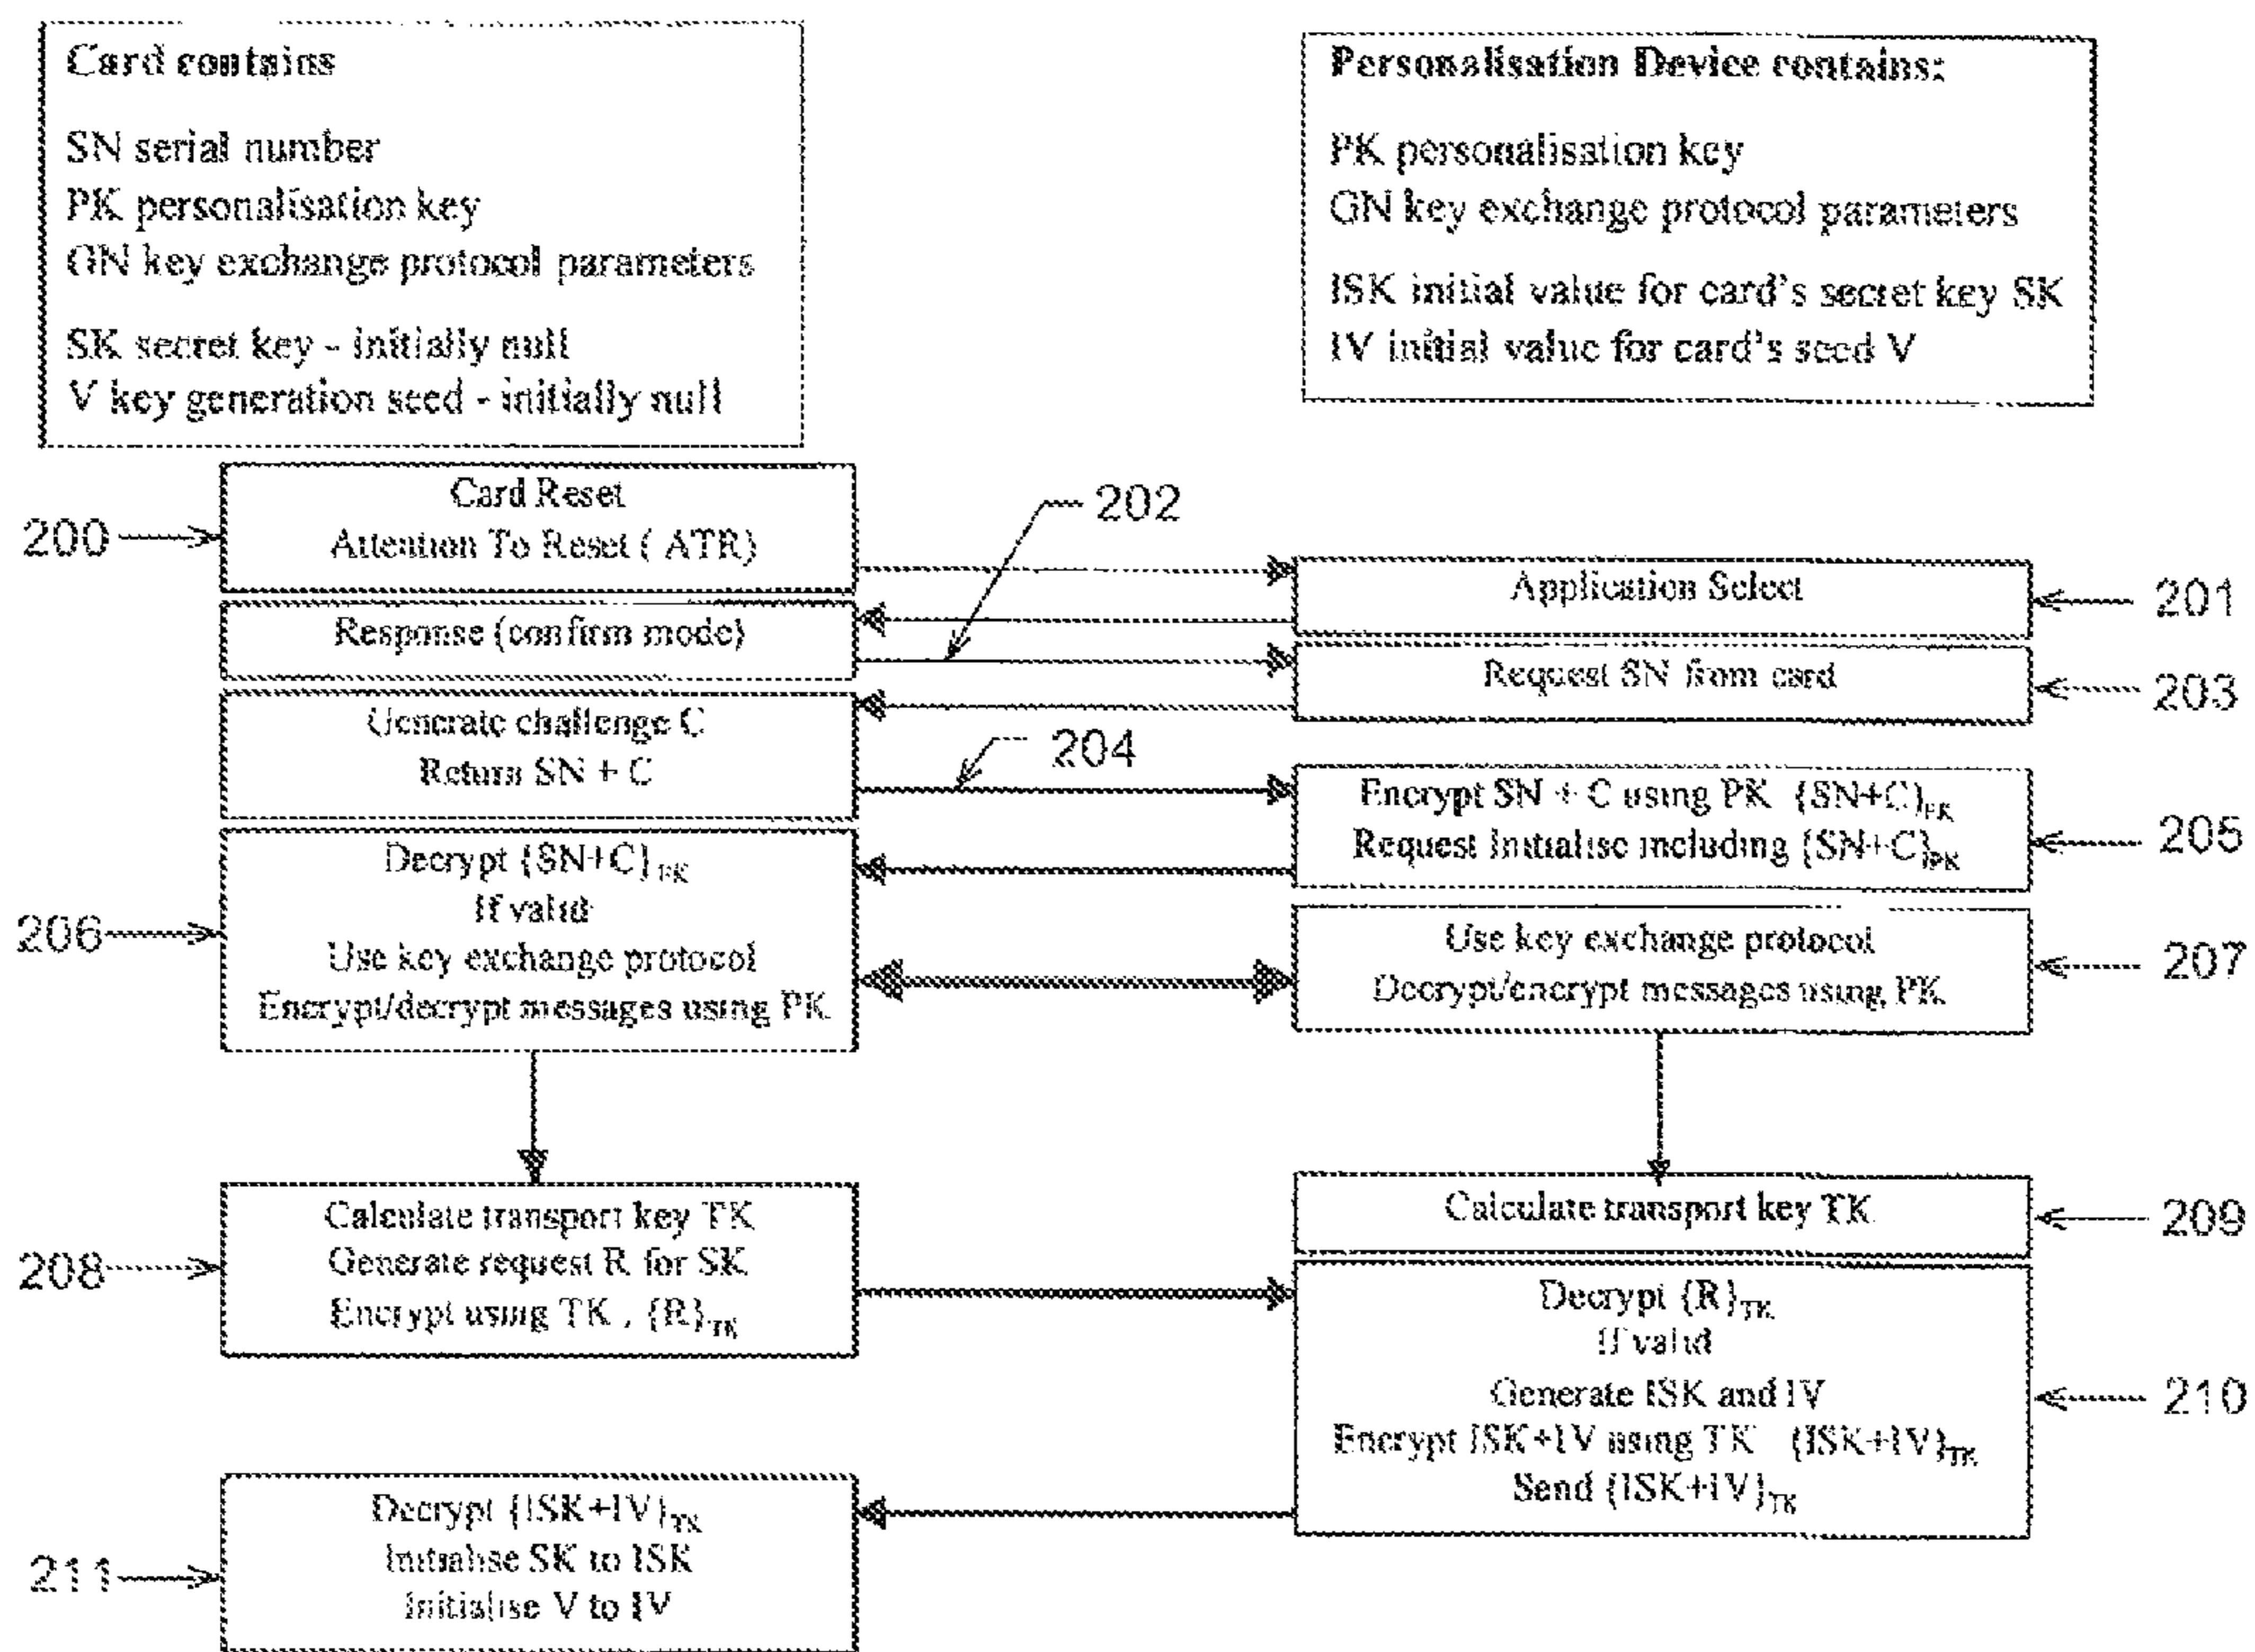 Card contains
SN serial number
PK personalisation key
GN key exchange protocol parameters
SK secret key - initially null
V key generation seed - initially null
Personalisation Device contains:
PK personalisation key
GN key exchange protocol parameters
ISK initial value for card's secret key SK
IV initial value for card's seed V
200
Card Reset
Attention To Reset ( ATR)
202
Application Select
201
Response (confirm mode)
Request SN from card
203
Generate challenge C
Return SN + C
204
Encrypt SN + C using PK {SN+C}PK
Request Initialise including {SN+C}PK
205
206
Decrypt {SN+C}PK
If valid
Use key exchange protocol
Encrypt/decrypt messages using PK
Use key exchange protocol
Decrypt/encrypt messages using PK
207
208
Calculate transport key TK
Generate request R for SK
Encrypt using TK , {R}TK
Calculate transport key TK
209
Decrypt {R}TK
If valid
Generate ISK and IV
Encrypt ISK+IV using TK {ISK+IV}TK
Send {ISK+IV}TK
210
211
Decrypt {ISK+IV}TK
Initialise SK to ISK
Initialise V to IV